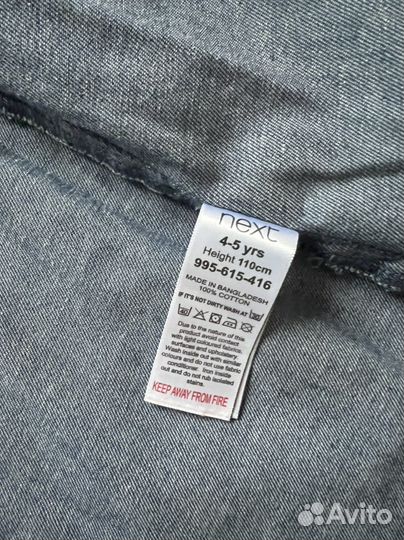 next
4-5 yrs
Height 110cm
995-615-416
MADE IN BANGLADESH
100% COTTON
IF IT'S NOT DIRTY WASH AT
Due to the nature of this
product avoid contact
with light coloured fabrics,
surfaces and upholstery
Wash inside out with similar
colours and do not use fabric
conditioner. Iron inside
out and do not rub isolated
stains.
KEEP AWAY FROM FIRE
Avito